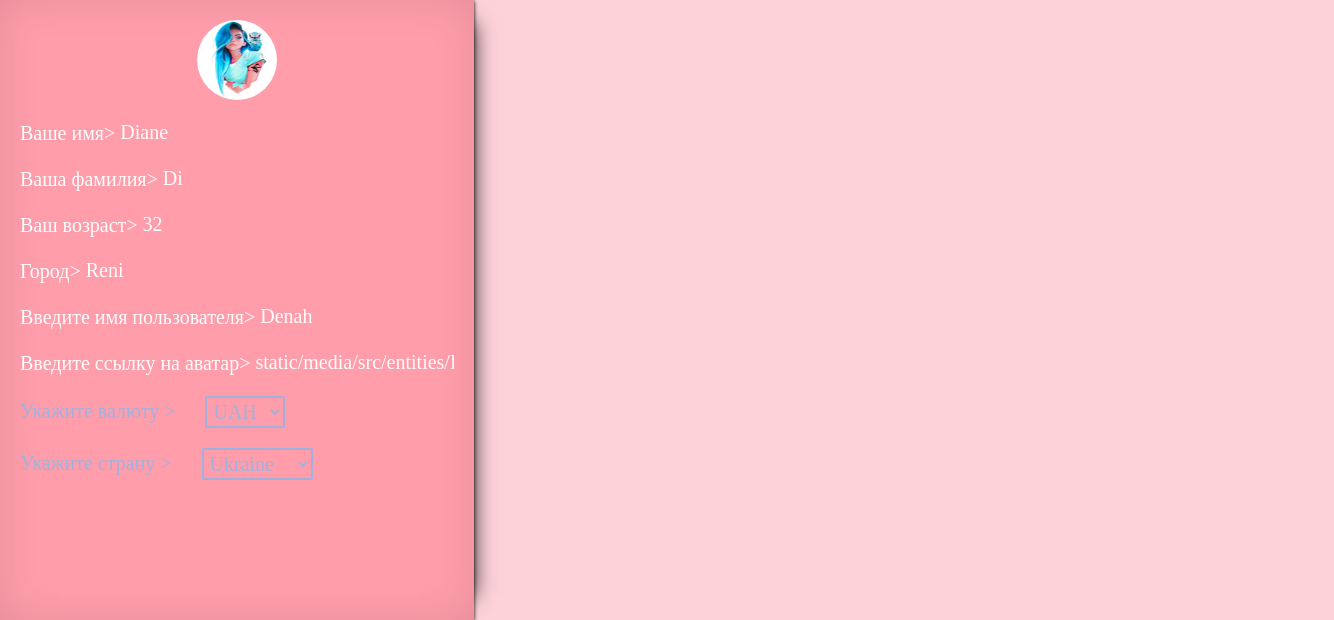 Ваше имя> Diane
Ваша фамилия> Di
Ваш возраст> 32
Город> Reni
Введите имя пользователя> Denah
Введите ссылку на аватар> static/media/src/entities/
Укажите валюту > UAH
Укажите страну > Ukraine